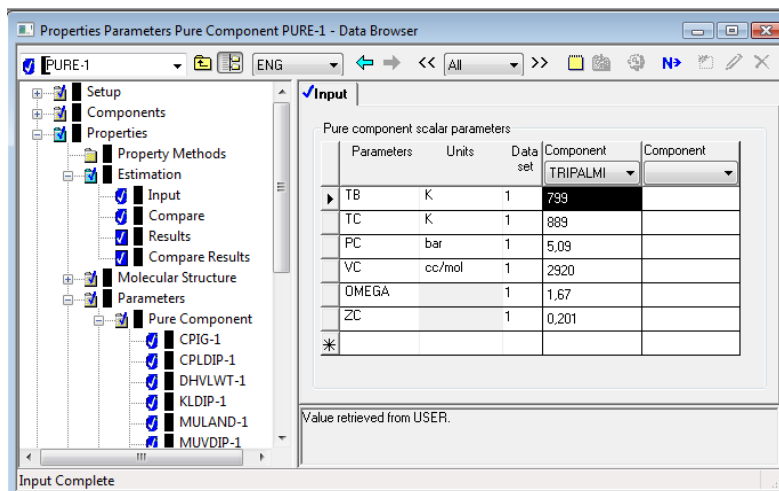 Properties Parameters Pure Component PURE-1 - Data Browser
PURE-1 ENG << All >> N>
Setup
Components
Properties
Property Methods
Estimation
Input
Compare
Results
Compare Results
Molecular Structure
Parameters
Pure Component
CPIG-1
CPLDIP-1
DHVLWT-1
KLDIP-1
MULAND-1
MUVDIP-1
Input
Pure component scalar parameters
Parameters Units Data set Component TRIPALMI Component
TB K 1 799
TC K 1 889
PC bar 1 5,09
VC cc/mol 1 2920
OMEGA 1 1,67
ZC 1 0,201
Value retrieved from USER.
Input Complete